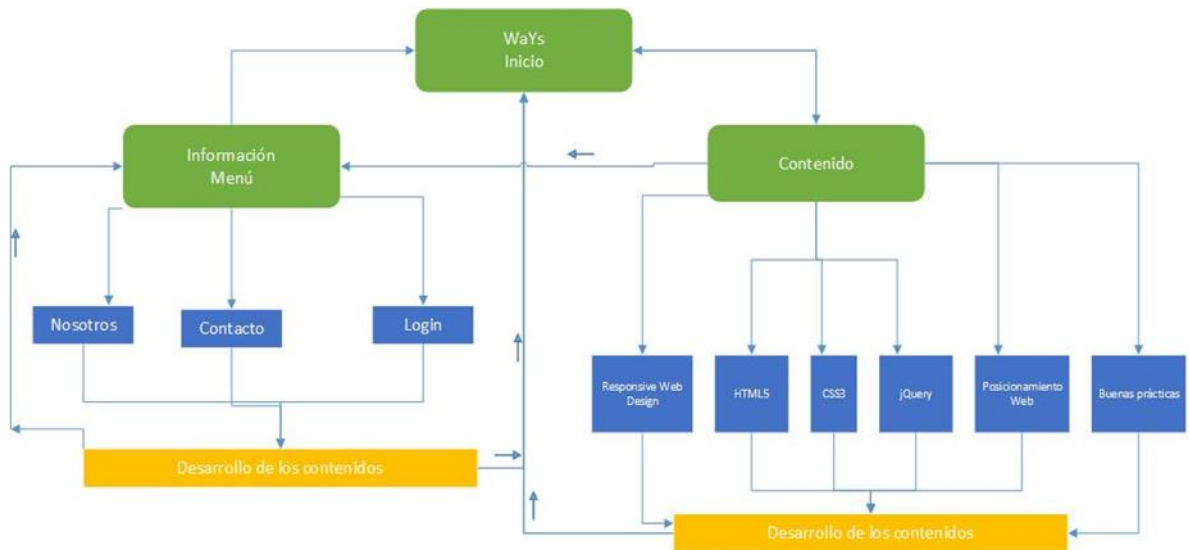 WaYs
Inicio
Información
Menú
Contenido
Nosotros
Contacto
Login
Responsive Web
Design
HTML5
CSS3
jQuery
Posicionamiento
Web
Buenas prácticas
Desarrollo de los contenidos
Desarrollo de los contenidos